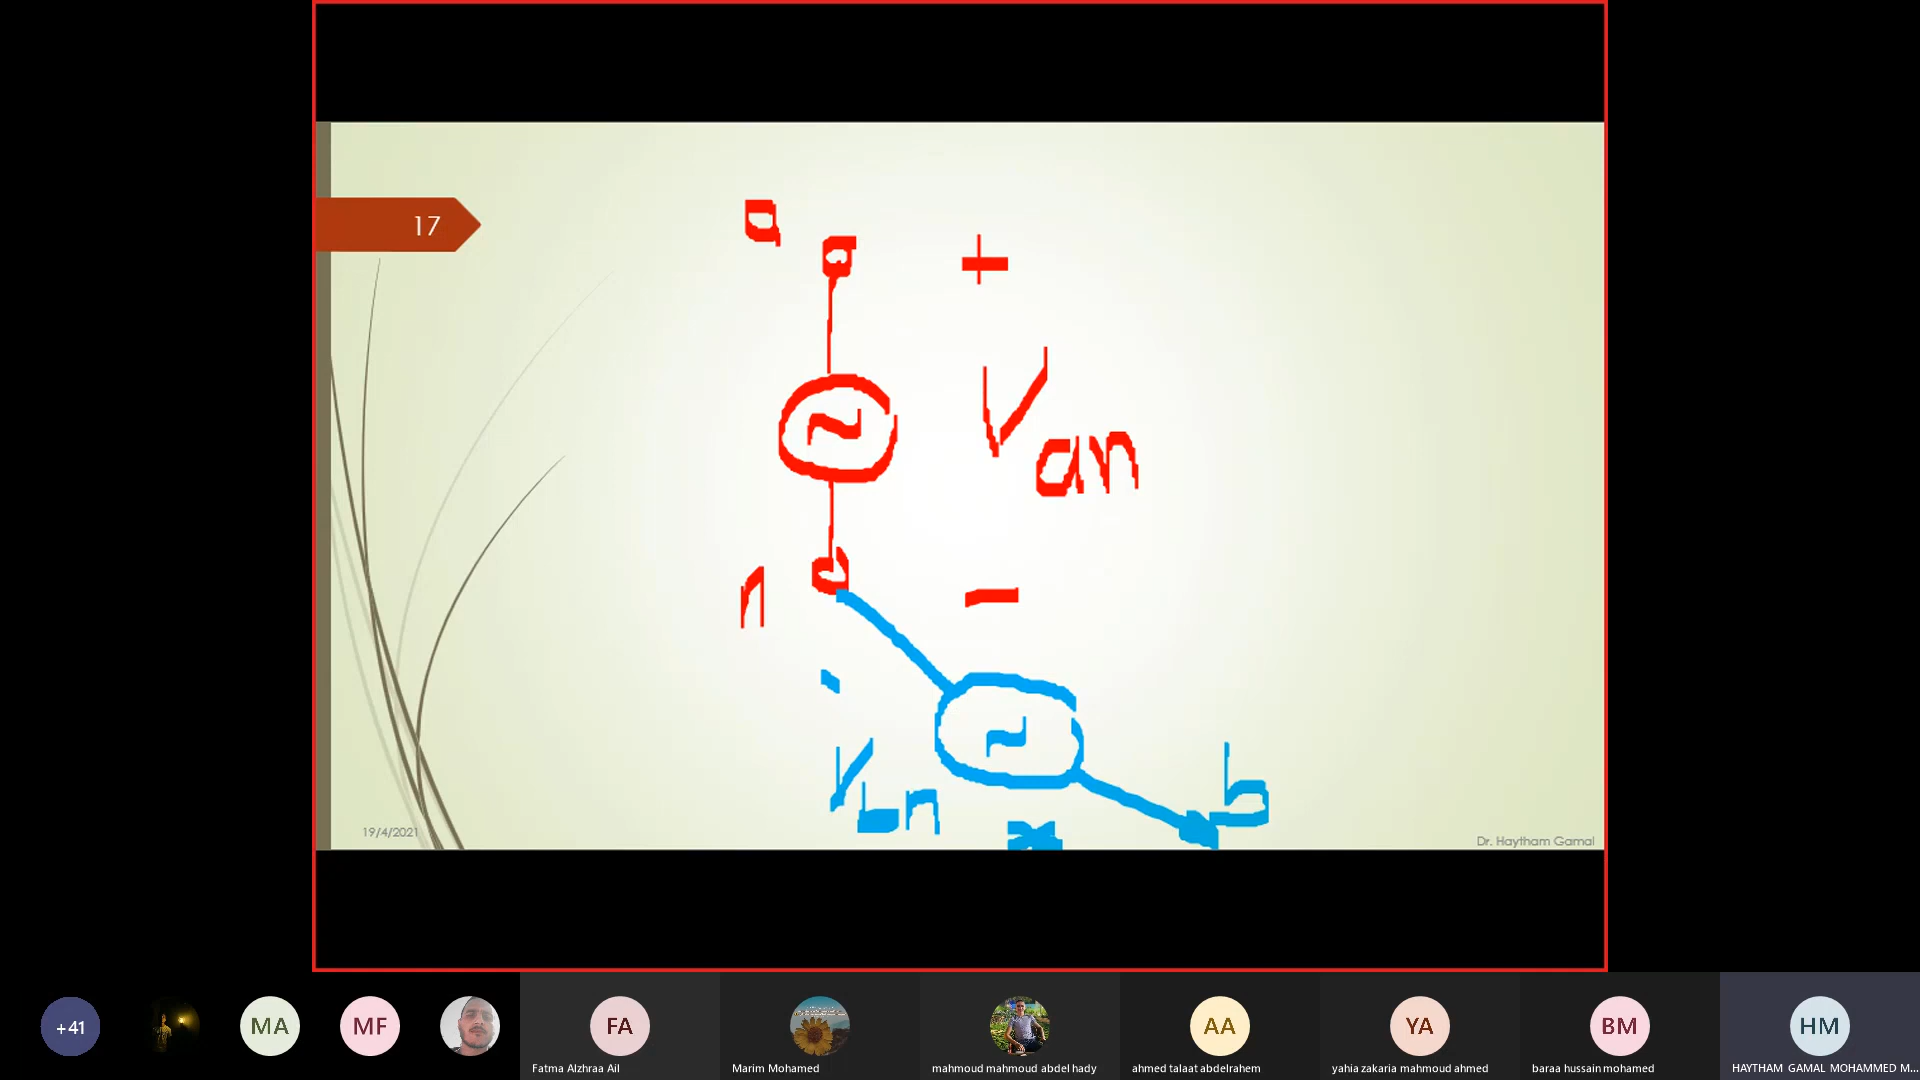 17
a
+
Van
n
-
Vbn
b
19/4/2021
Dr. Haytham Gamal
+41
MA
MF
FA
AA
YA
BM
HM
Fatma Alzhraa Ail
Marim Mohamed
mahmoud mahmoud abdel hady
ahmed talaat abdelrahem
yahia zakaria mahmoud ahmed
baraa hussain mohamed
HAYTHAM GAMAL MOHAMMED M...